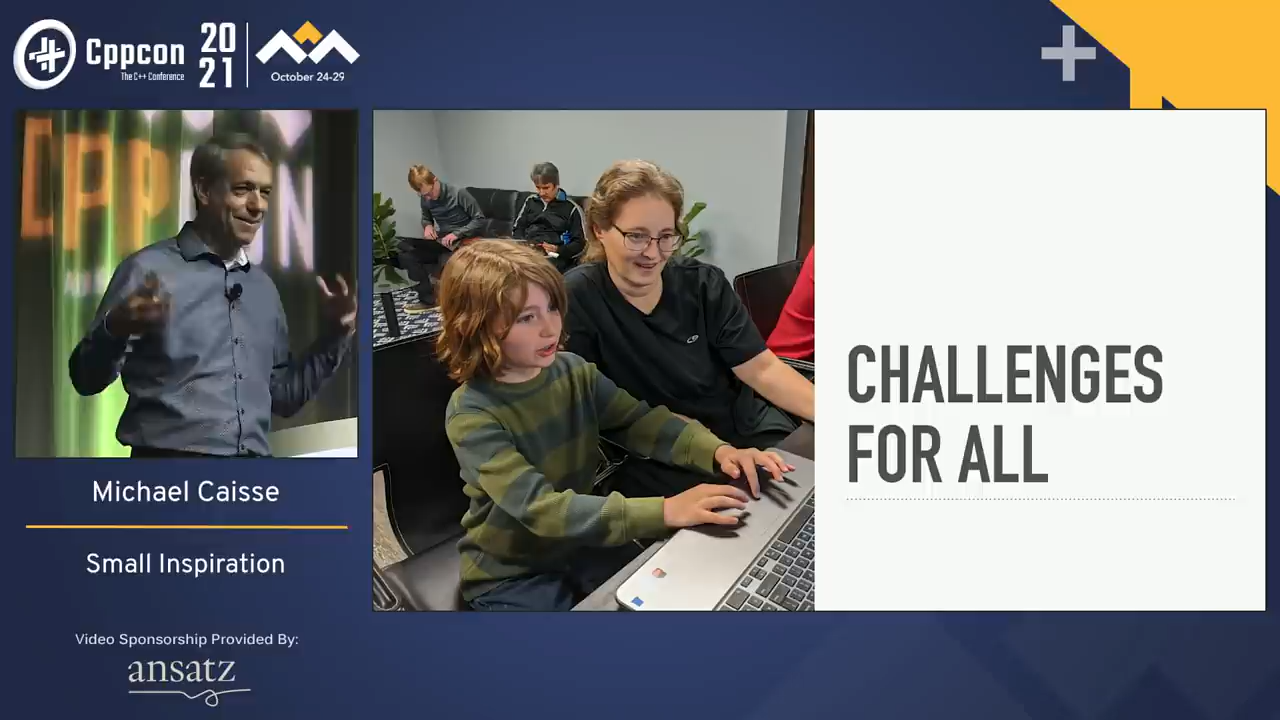 Cppcon
The C++ Conference
20
21
October 24-29
CPP
N
Michael Caisse
Small Inspiration
Video Sponsorship Provided By:
ansatz
CHALLENGES
FOR ALL